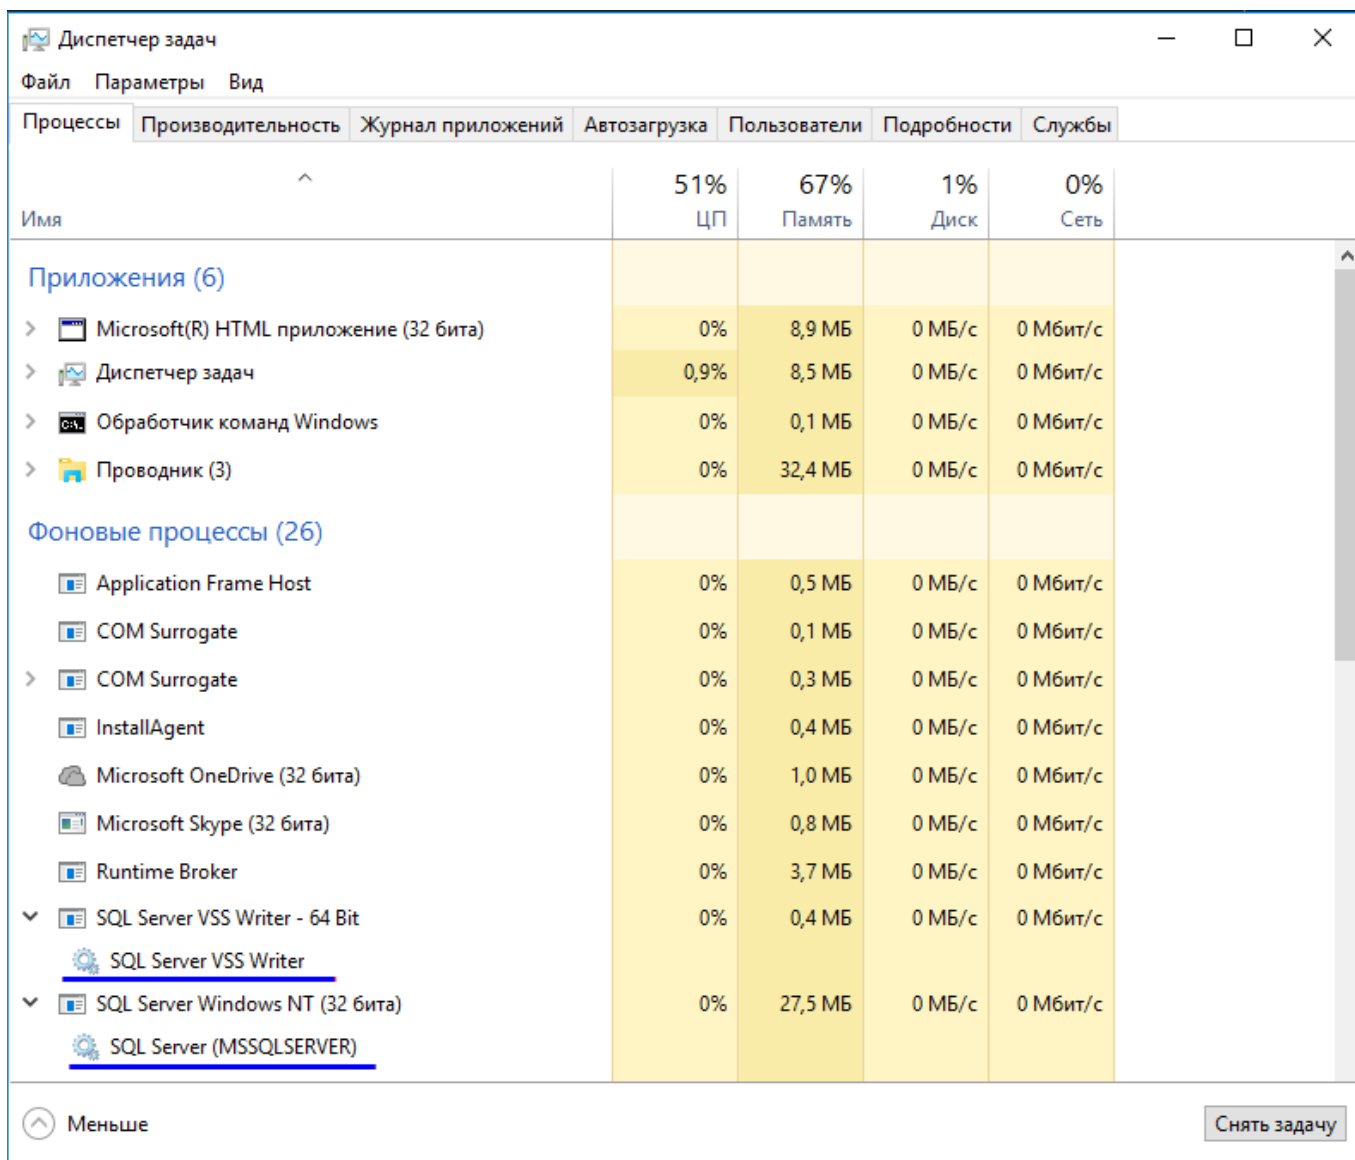 Диспетчер задач
Файл Параметры Вид
Процессы Производительность Журнал приложений Автозагрузка Пользователи Подробности Службы
51% 67% 1% 0%
Имя ЦП Память Диск Сеть
Приложения (6)
Microsoft(R) HTML приложение (32 бита) 0% 8,9 МБ 0 МБ/с 0 Мбит/с
Диспетчер задач 0,9% 8,5 МБ 0 МБ/с 0 Мбит/с
Обработчик команд Windows 0% 0,1 МБ 0 МБ/с 0 Мбит/с
Проводник (3) 0% 32,4 МБ 0 МБ/с 0 Мбит/с
Фоновые процессы (26)
Application Frame Host 0% 0,5 МБ 0 МБ/с 0 Мбит/с
COM Surrogate 0% 0,1 МБ 0 МБ/с 0 Мбит/с
COM Surrogate 0% 0,3 МБ 0 МБ/с 0 Мбит/с
InstallAgent 0% 0,4 МБ 0 МБ/с 0 Мбит/с
Microsoft OneDrive (32 бита) 0% 1,0 МБ 0 МБ/с 0 Мбит/с
Microsoft Skype (32 бита) 0% 0,8 МБ 0 МБ/с 0 Мбит/с
Runtime Broker 0% 3,7 МБ 0 МБ/с 0 Мбит/с
SQL Server VSS Writer - 64 Bit 0% 0,4 МБ 0 МБ/с 0 Мбит/с
SQL Server VSS Writer
SQL Server Windows NT (32 бита) 0% 27,5 МБ 0 МБ/с 0 Мбит/с
SQL Server (MSSQLSERVER)
Меньше Снять задачу